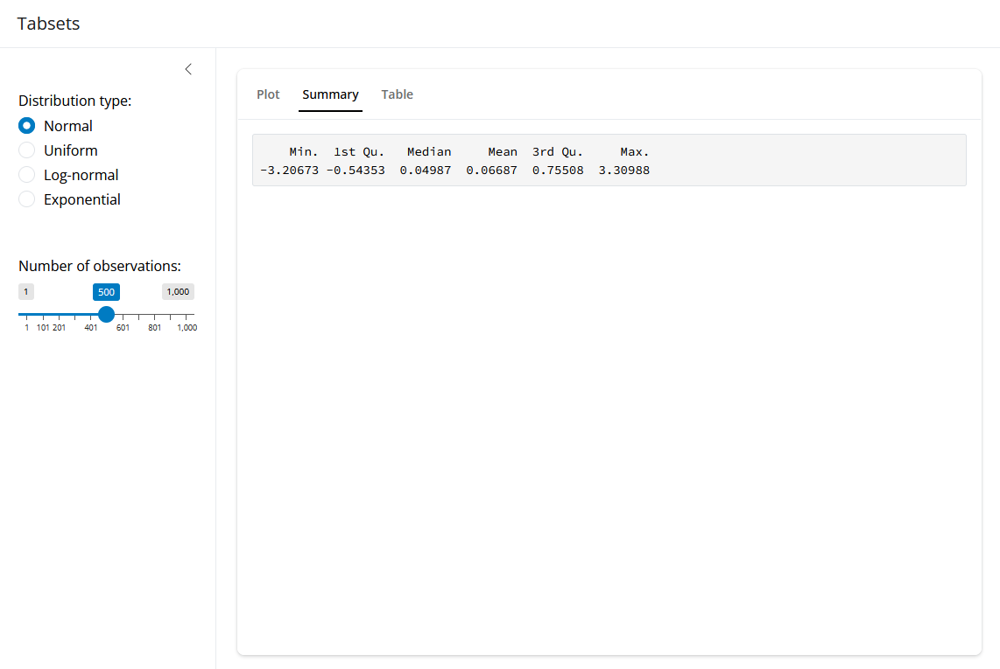 Tabsets
Distribution type:
Normal
Uniform
Log-normal
Exponential
Number of observations:
1 500 1,000
1 101 201 401 601 801 1,000
Plot Summary Table
Min. 1st Qu. Median Mean 3rd Qu. Max.
-3.20673 -0.54353 0.04987 0.06687 0.75508 3.30988